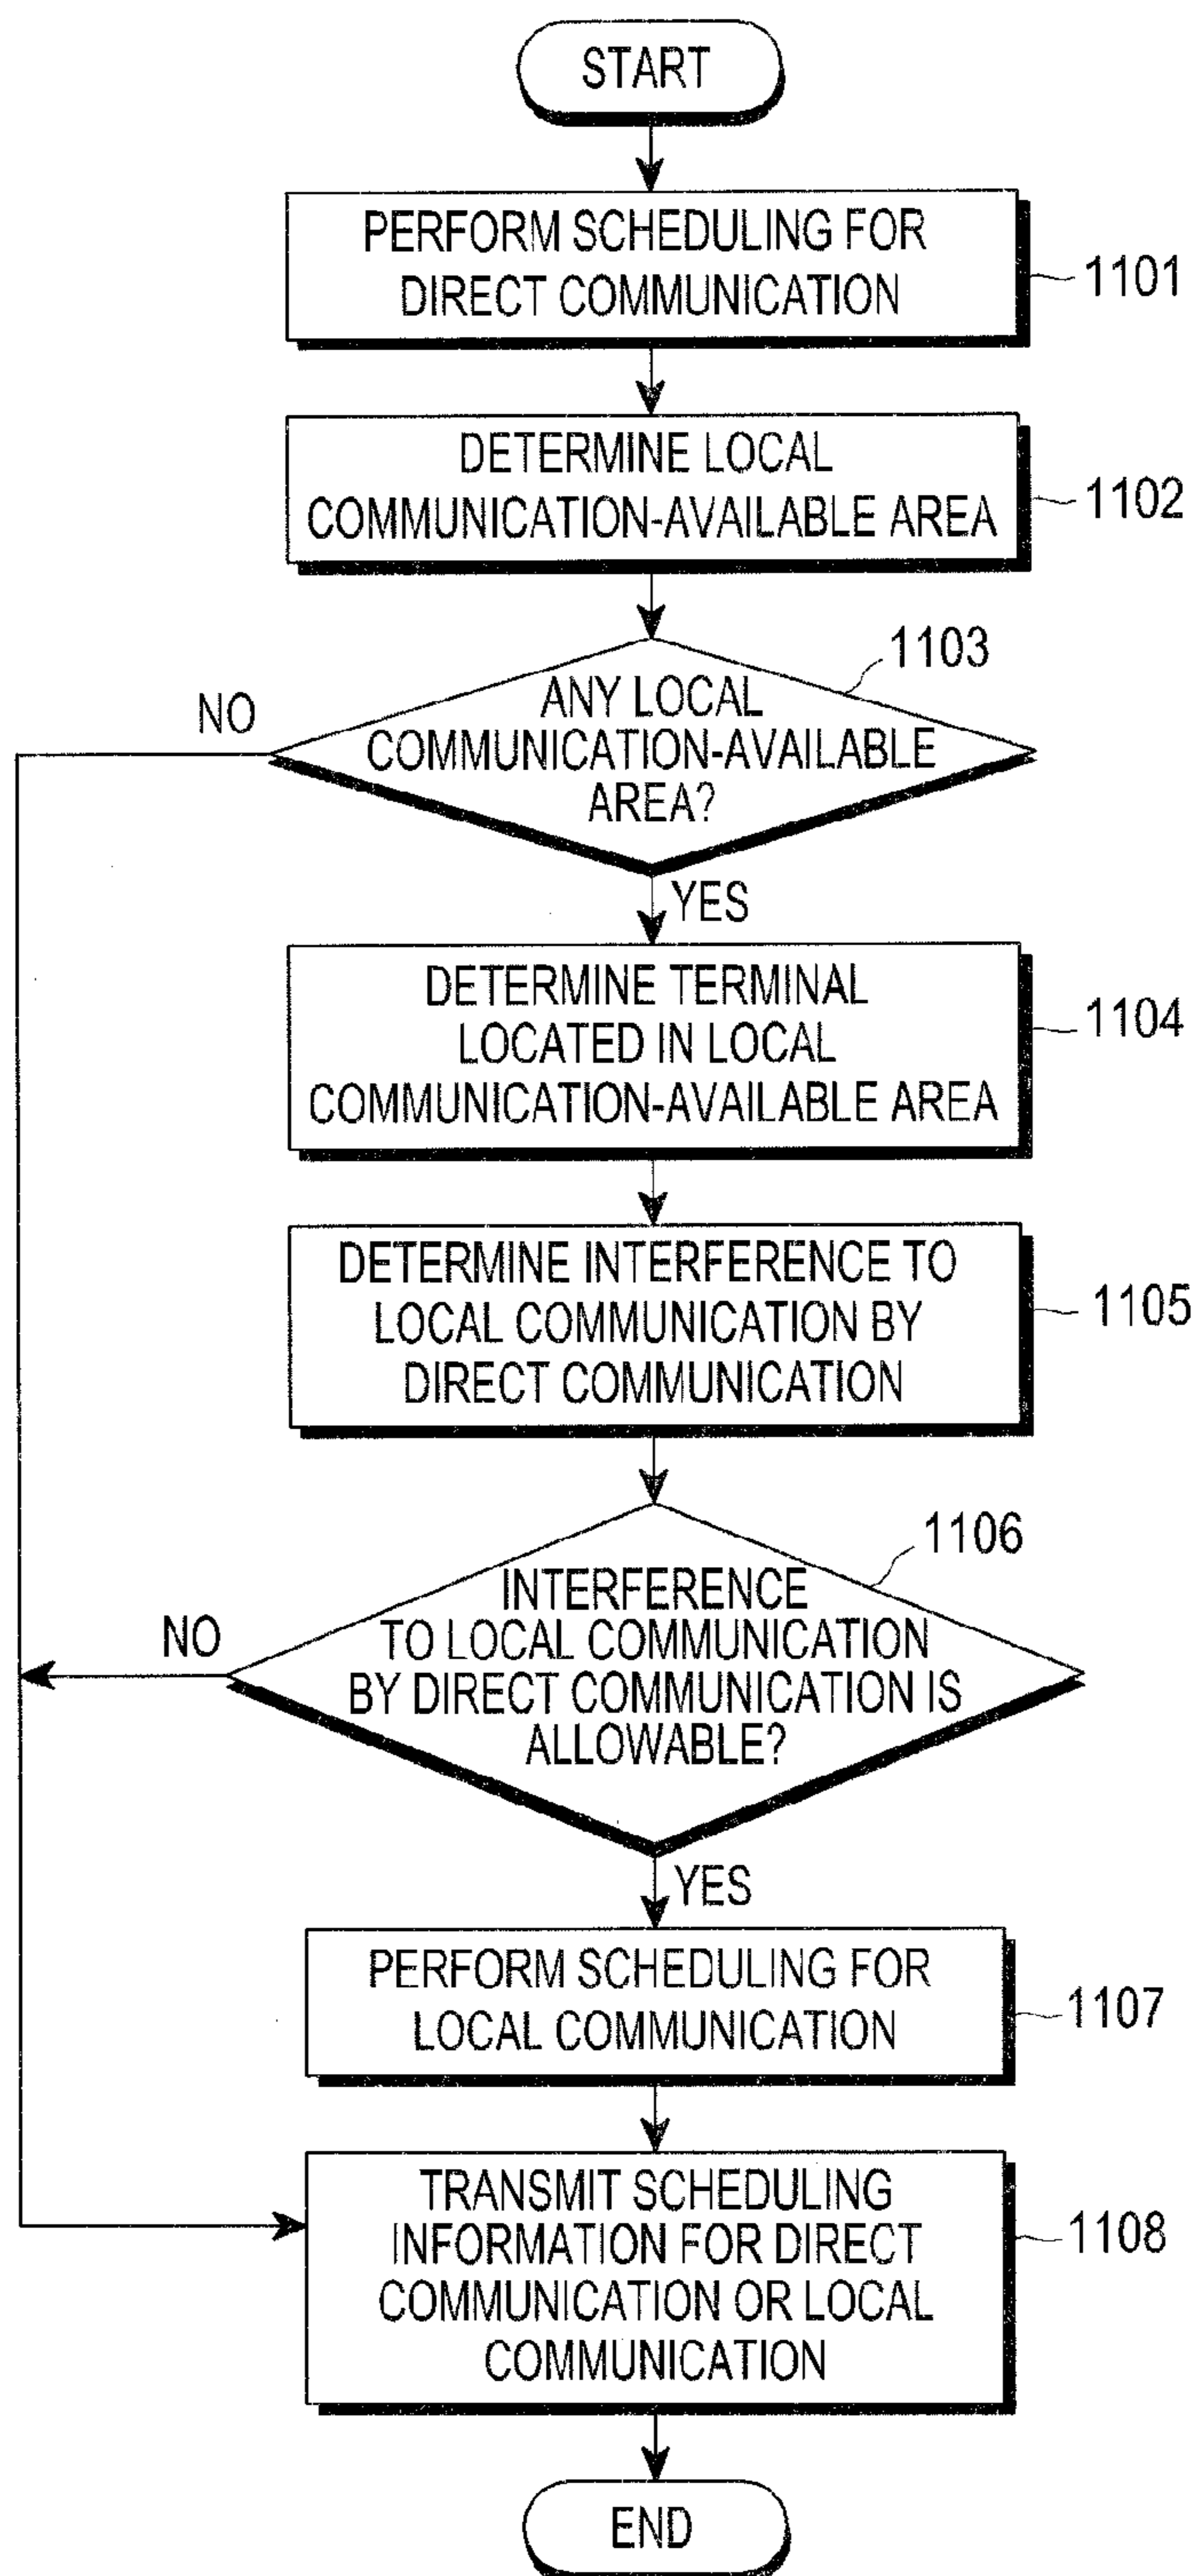 START
PERFORM SCHEDULING FOR
DIRECT COMMUNICATION
1101
DETERMINE LOCAL
COMMUNICATION-AVAILABLE AREA
1102
1103
NO
ANY LOCAL
COMMUNICATION-AVAILABLE
AREA?
YES
DETERMINE TERMINAL
LOCATED IN LOCAL
COMMUNICATION-AVAILABLE AREA
1104
DETERMINE INTERFERENCE TO
LOCAL COMMUNICATION BY
DIRECT COMMUNICATION
1105
1106
NO
INTERFERENCE
TO LOCAL COMMUNICATION
BY DIRECT COMMUNICATION IS
ALLOWABLE?
YES
PERFORM SCHEDULING FOR
LOCAL COMMUNICATION
1107
TRANSMIT SCHEDULING
INFORMATION FOR DIRECT
COMMUNICATION OR LOCAL
COMMUNICATION
1108
END